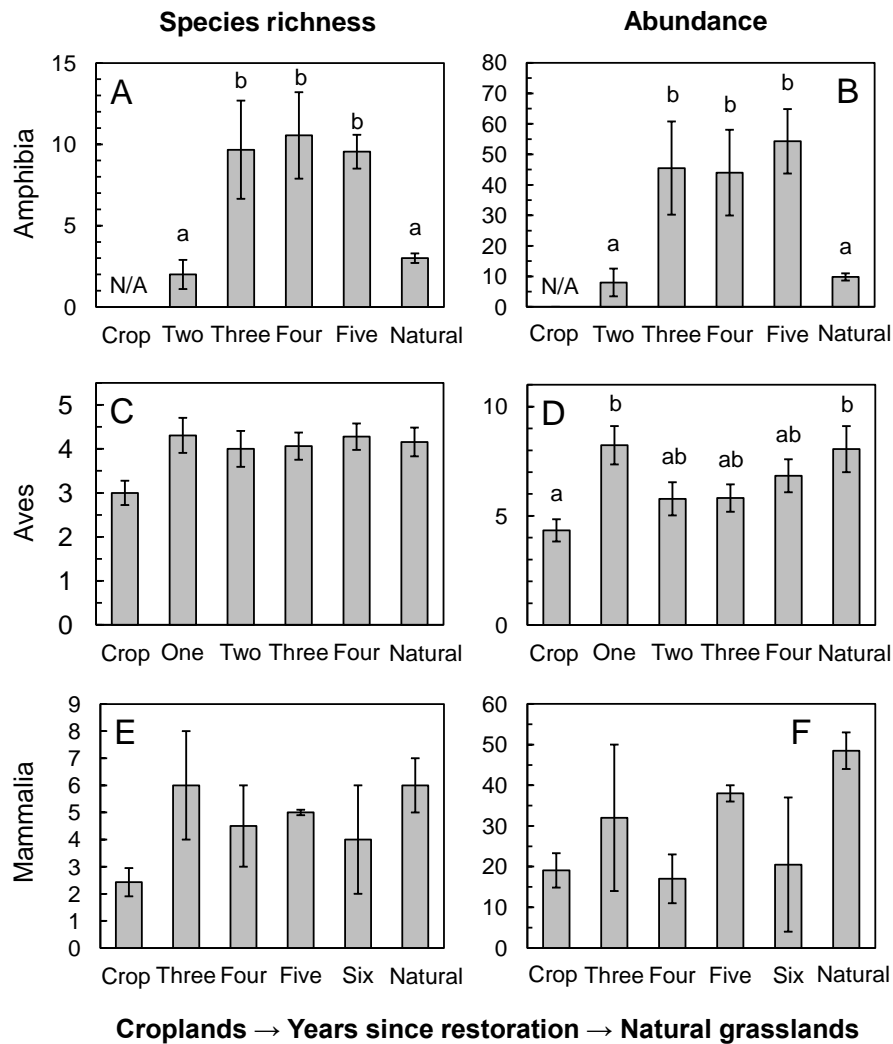 Species richness
Abundance
Amphibia
15
10
5
0
A
N/A
a
b
b
b
a
Crop Two Three Four Five Natural
80
70
60
50
40
30
20
10
0
B
N/A
a
b
b
b
a
Crop Two Three Four Five Natural
Aves
5
4
3
2
1
0
C
Crop One Two Three Four Natural
10
5
0
D
a
b
ab
ab
ab
b
Crop One Two Three Four Natural
Mammalia
9
8
7
6
5
4
3
2
1
0
E
Crop Three Four Five Six Natural
60
50
40
30
20
10
0
F
Crop Three Four Five Six Natural
Croplands → Years since restoration → Natural grasslands